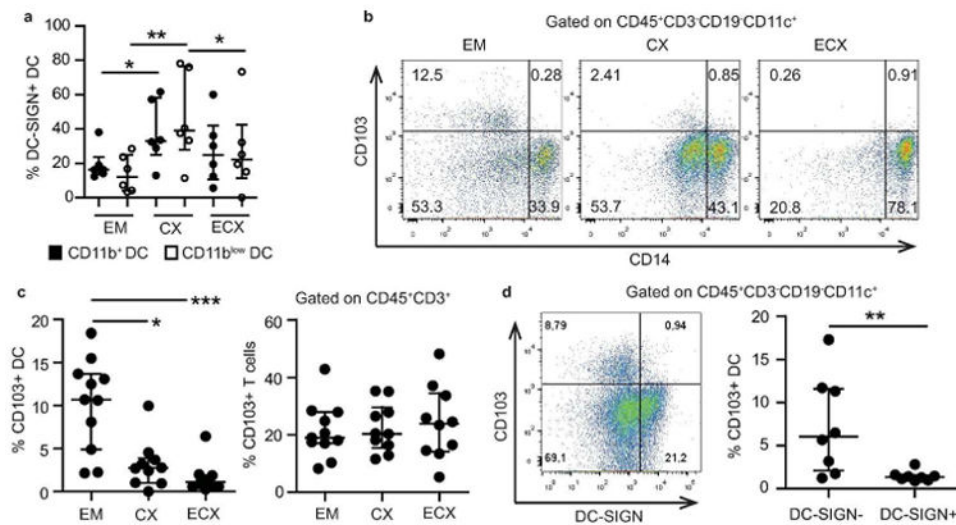 a
% DC-SIGN+ DC
100
80
60
40
20
0
** * *
EM CX ECX
CD11b⁺ DC CD11bˡᵒʷ DC
b
Gated on CD45⁺CD3⁻CD19⁻CD11c⁺
EM CX ECX
12.5 0.28 2.41 0.85 0.26 0.91
53.3 33.9 53.7 43.1 20.8 78.1
CD103
CD14
c
% CD103+ DC
20
15
10
5
0
***
*
EM CX ECX
Gated on CD45⁺CD3⁺
% CD103+ T cells
60
40
20
0
EM CX ECX
d
Gated on CD45⁺CD3⁻CD19⁻CD11c⁺
8,79 0,94
69,1 21,2
CD103
DC-SIGN
**
% CD103+ DC
20
15
10
5
0
DC-SIGN- DC-SIGN+